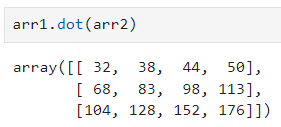 arr1.dot(arr2)
array([[ 32,  38,  44,  50],
       [ 68,  83,  98, 113],
       [104, 128, 152, 176]])